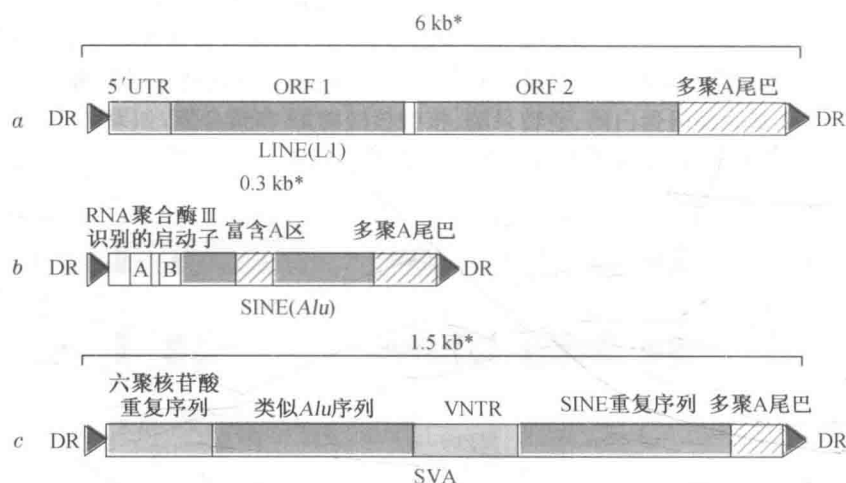 6 kb*
5′UTR ORF 1 ORF 2 多聚A尾巴
a DR DR
LINE(L1)
0.3 kb*
RNA聚合酶Ⅲ
识别的启动子 富含A区 多聚A尾巴
b DR A B DR
SINE(Alu)
1.5 kb*
六聚核苷酸
重复序列 类似Alu序列 VNTR SINE重复序列 多聚A尾巴
c DR DR
SVA